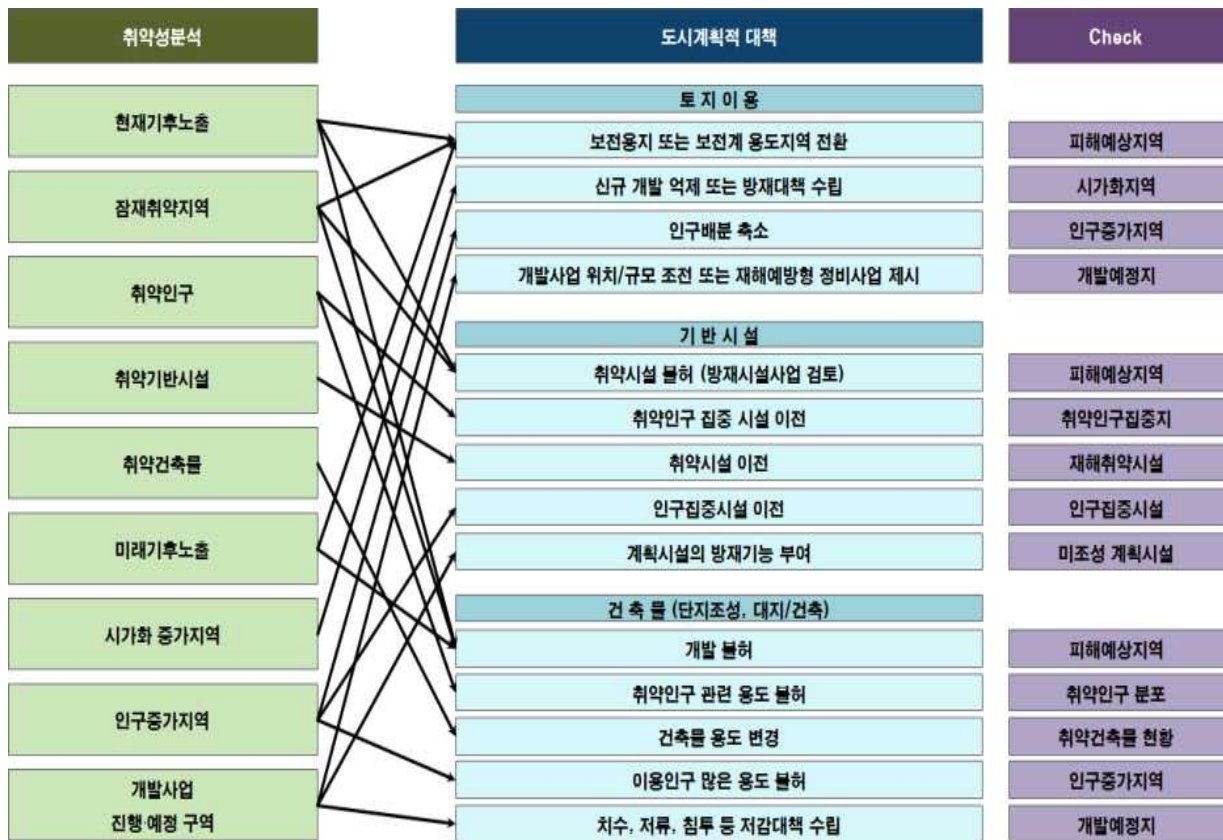 취약성분석
도시계획적 대책
Check
현재기후노출
잠재취약지역
취약인구
취약기반시설
취약건축물
미래기후노출
시가화 증가지역
인구증가지역
개발사업
진행·예정 구역
토 지 이 용
보전용지 또는 보전계 용도지역 전환
피해예상지역
신규 개발 억제 또는 방재대책 수립
시가화지역
인구배분 축소
인구증가지역
개발사업 위치/규모 조전 또는 재해예방형 정비사업 제시
개발예정지
기 반 시 설
취약시설 불허 (방재시설사업 검토)
피해예상지역
취약인구 집중 시설 이전
취약인구집중지
취약시설 이전
재해취약시설
인구집중시설 이전
인구집중시설
계획시설의 방재기능 부여
미조성 계획시설
건 축 물 (단지조성, 대지/건축)
개발 불허
피해예상지역
취약인구 관련 용도 불허
취약인구 분포
건축물 용도 변경
취약건축물 현황
이용인구 많은 용도 불허
인구증가지역
치수, 저류, 침투 등 저감대책 수립
개발예정지